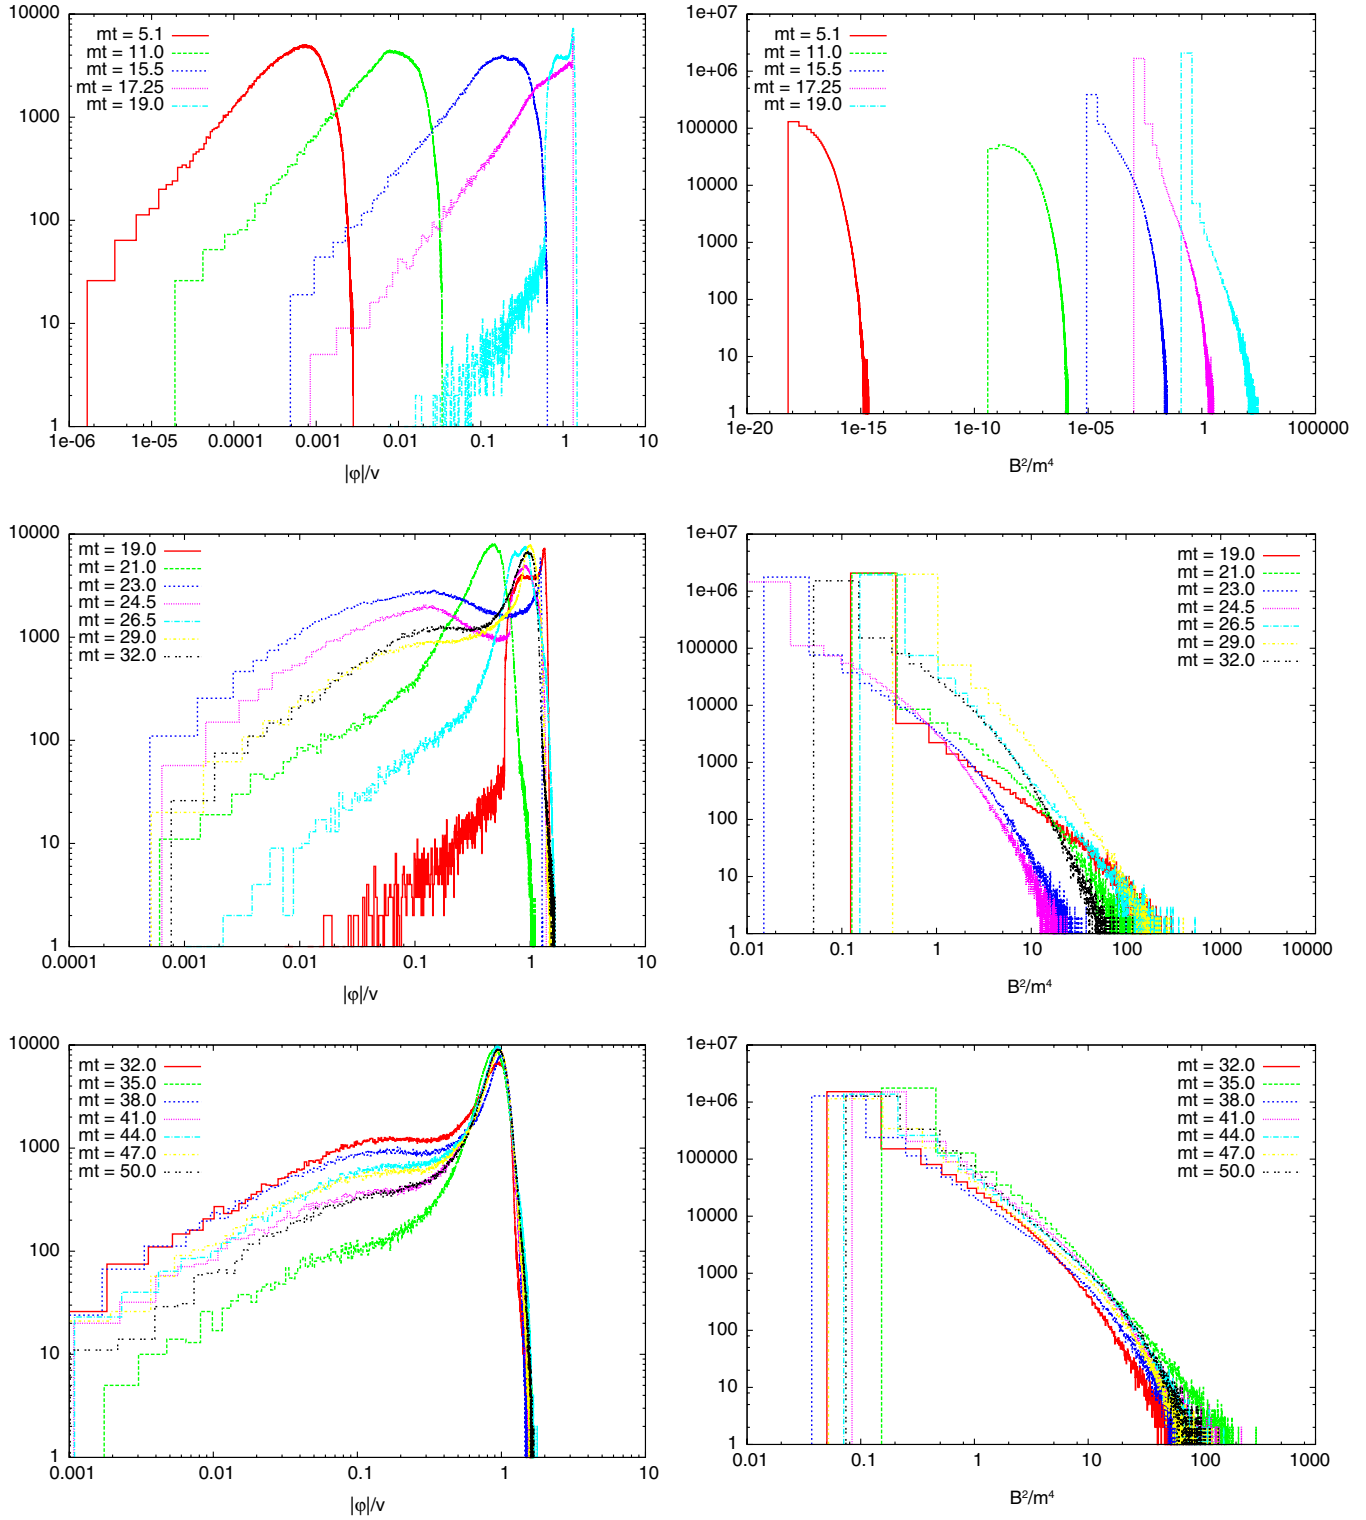 10000
1000
100
10
1
1e-06
1e-05
0.0001
0.001
0.01
0.1
1
10
|φ|/v
mt = 5.1
mt = 11.0
mt = 15.5
mt = 17.25
mt = 19.0
1e+07
1e+06
100000
10000
1000
100
10
1
1e-20
1e-15
1e-10
1e-05
1
100000
B²/m⁴
mt = 5.1
mt = 11.0
mt = 15.5
mt = 17.25
mt = 19.0
10000
1000
100
10
1
0.0001
0.001
0.01
0.1
1
10
|φ|/v
mt = 19.0
mt = 21.0
mt = 23.0
mt = 24.5
mt = 26.5
mt = 29.0
mt = 32.0
1e+07
1e+06
100000
10000
1000
100
10
1
0.01
0.1
1
10
100
1000
10000
B²/m⁴
mt = 19.0
mt = 21.0
mt = 23.0
mt = 24.5
mt = 26.5
mt = 29.0
mt = 32.0
10000
1000
100
10
1
0.001
0.01
0.1
1
10
|φ|/v
mt = 32.0
mt = 35.0
mt = 38.0
mt = 41.0
mt = 44.0
mt = 47.0
mt = 50.0
1e+07
1e+06
100000
10000
1000
100
10
1
0.01
0.1
1
10
100
1000
B²/m⁴
mt = 32.0
mt = 35.0
mt = 38.0
mt = 41.0
mt = 44.0
mt = 47.0
mt = 50.0